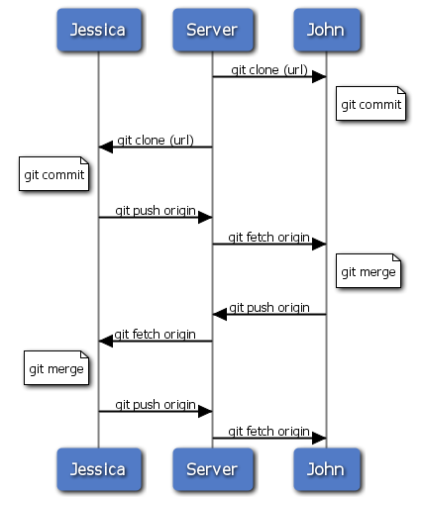 Jessica Server John
git clone (url)
git commit
git clone (url)
git commit
git push origin
git fetch origin
git merge
git push origin
git fetch origin
git merge
git push origin
git fetch origin
Jessica Server John